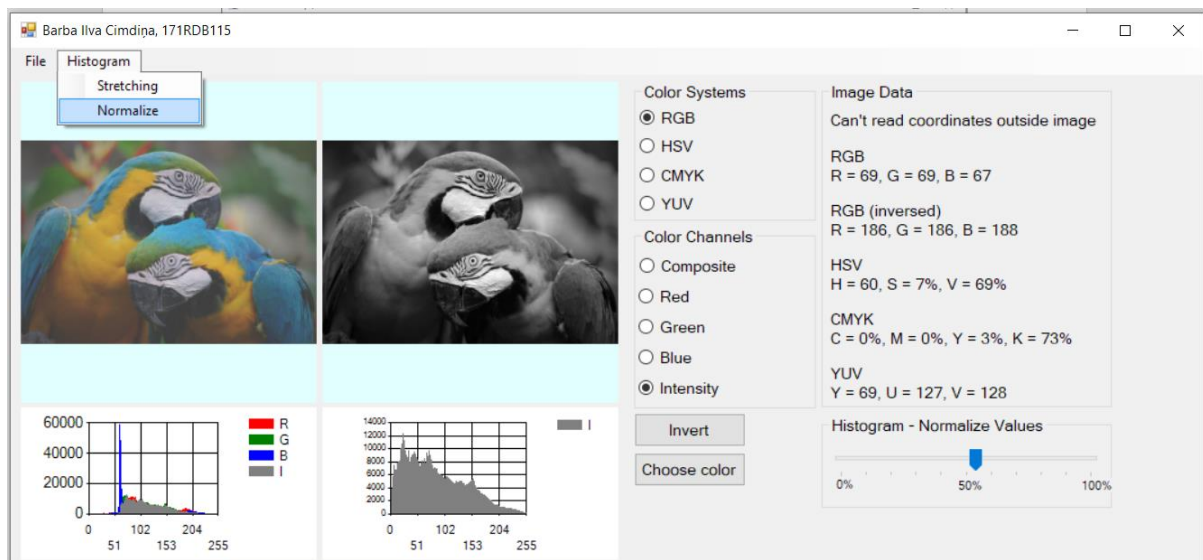 Barba Ilva Cimdiņa, 171RDB115
File Histogram
Stretching
Normalize
Color Systems
RGB
HSV
CMYK
YUV
Color Channels
Composite
Red
Green
Blue
Intensity
Invert
Choose color
Image Data
Can't read coordinates outside image
RGB
R = 69, G = 69, B = 67
RGB (inversed)
R = 186, G = 186, B = 188
HSV
H = 60, S = 7%, V = 69%
CMYK
C = 0%, M = 0%, Y = 3%, K = 73%
YUV
Y = 69, U = 127, V = 128
Histogram - Normalize Values
0% 50% 100%
60000
40000
20000
0
0 102 204
51 153 255
R
G
B
I
14000
12000
10000
8000
6000
4000
2000
0
0 102 204
51 153 255
I